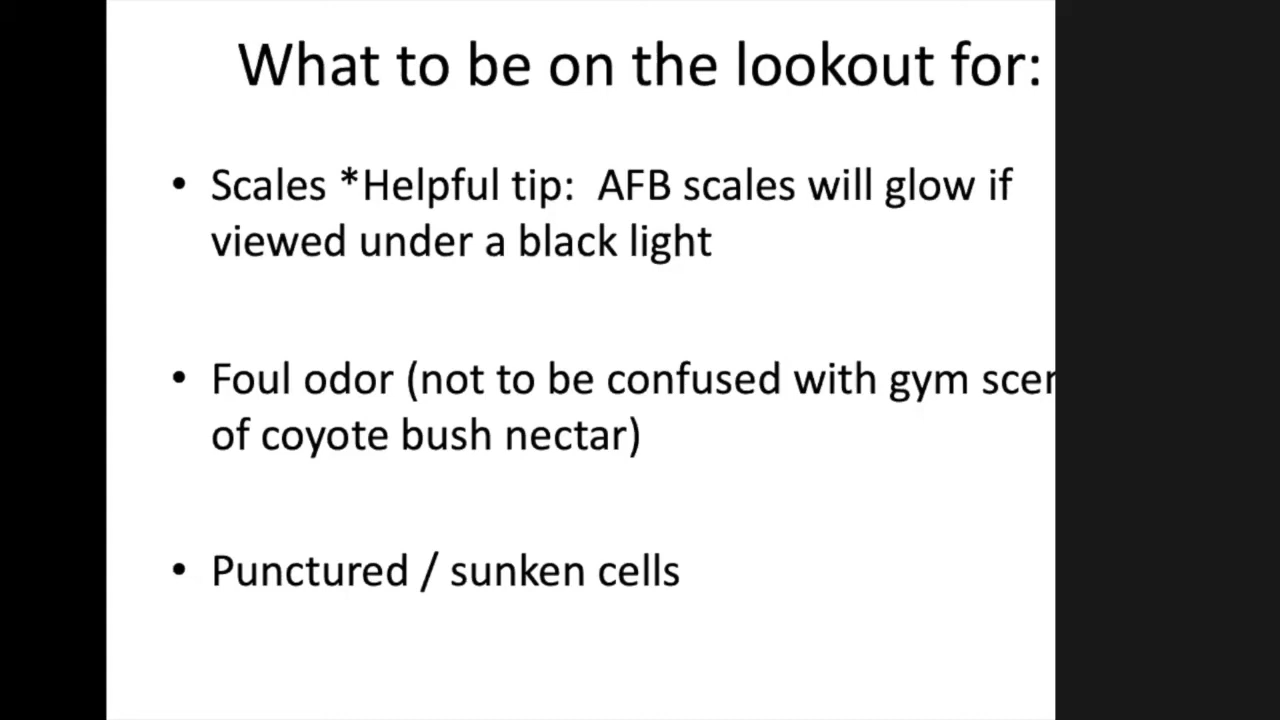 What to be on the lookout for:
• Scales *Helpful tip: AFB scales will glow if
viewed under a black light
• Foul odor (not to be confused with gym
of coyote bush nectar)
• Punctured / sunken cells